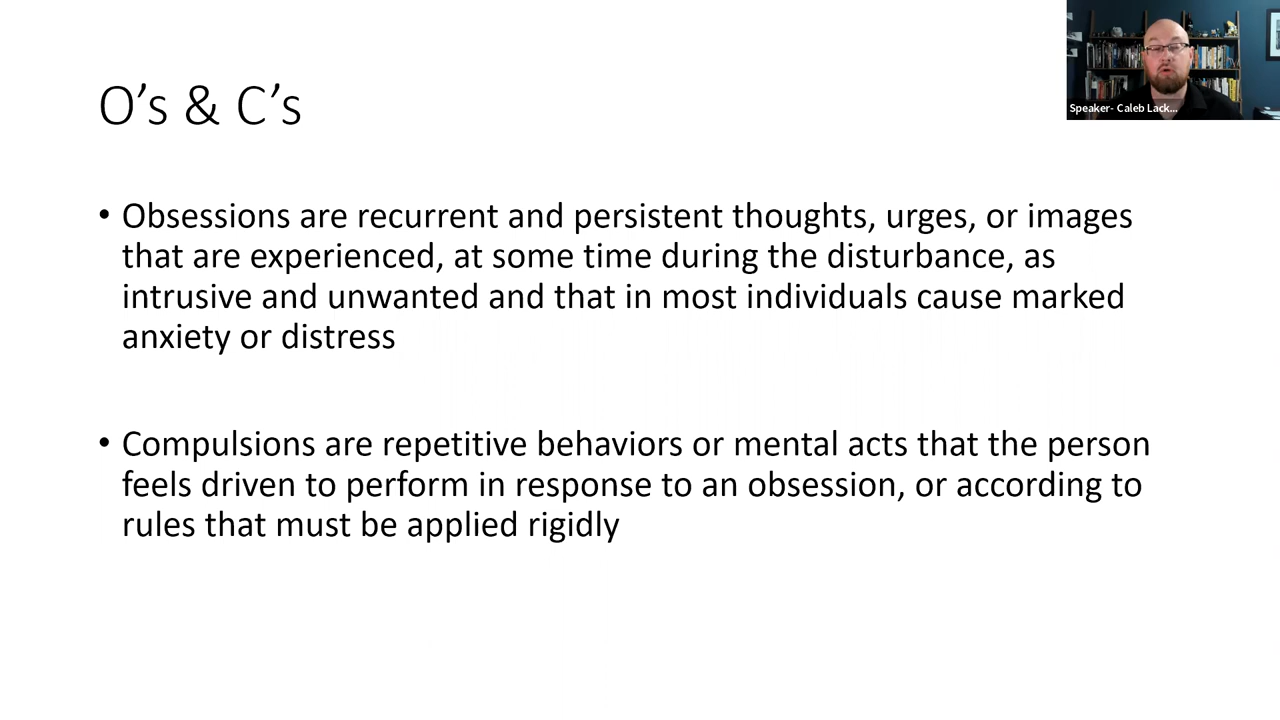 O’s & C’s
Speaker- Caleb Lack...
• Obsessions are recurrent and persistent thoughts, urges, or images
that are experienced, at some time during the disturbance, as
intrusive and unwanted and that in most individuals cause marked
anxiety or distress
• Compulsions are repetitive behaviors or mental acts that the person
feels driven to perform in response to an obsession, or according to
rules that must be applied rigidly